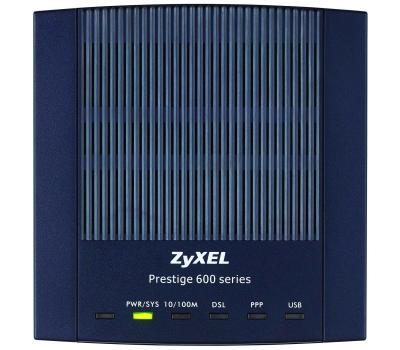 ZyXEL
Prestige 600 series
PWR/SYS 10/100M DSL PPP USB